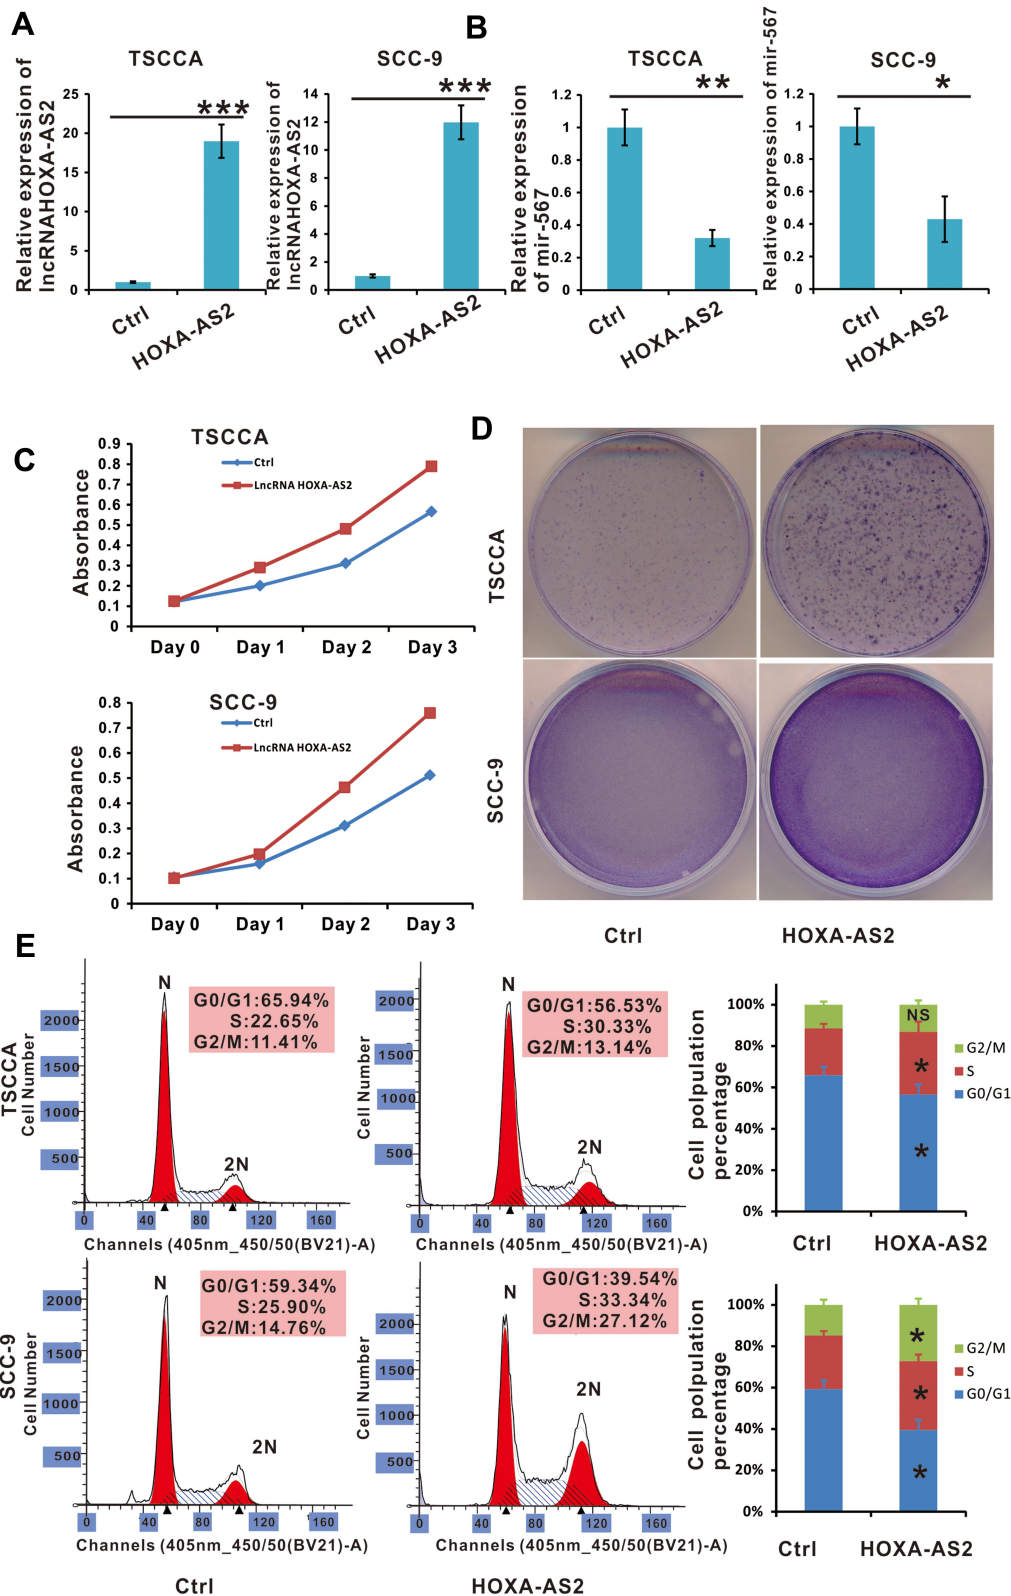 A
B
TSCCA
SCC-9
TSCCA
SCC-9
Relative expression of
lncRNAHOXA-AS2
25
20
15
10
5
0
***
Ctrl
HOXA-AS2
Relative expression of
lncRNAHOXA-AS2
14
12
10
8
6
4
2
0
***
Ctrl
HOXA-AS2
Relative expression
of mir-567
1.2
1
0.8
0.6
0.4
0.2
0
**
Ctrl
HOXA-AS2
Relative expression of mir-567
1.2
1
0.8
0.6
0.4
0.2
0
*
Ctrl
HOXA-AS2
C
TSCCA
Ctrl
LncRNA HOXA-AS2
Absorbance
0.9
0.8
0.7
0.6
0.5
0.4
0.3
0.2
0.1
0
Day 0 Day 1 Day 2 Day 3
SCC-9
Ctrl
LncRNA HOXA-AS2
Absorbance
0.8
0.7
0.6
0.5
0.4
0.3
0.2
0.1
0
Day 0 Day 1 Day 2 Day 3
D
TSCCA
SCC-9
Ctrl
HOXA-AS2
E
TSCCA
Cell Number
2000
1500
1000
500
0
N
2N
G0/G1:65.94%
S:22.65%
G2/M:11.41%
0 40 80 120 160
Channels (405nm_450/50(BV21)-A)
Cell Number
2000
1500
1000
500
0
N
2N
G0/G1:56.53%
S:30.33%
G2/M:13.14%
0 40 80 120 160
Channels (405nm_450/50(BV21)-A)
Cell polpulation
percentage
100%
80%
60%
40%
20%
0%
NS
*
*
G2/M
S
G0/G1
Ctrl
HOXA-AS2
SCC-9
Cell Number
2000
1500
1000
500
0
N
2N
G0/G1:59.34%
S:25.90%
G2/M:14.76%
0 40 80 120 160
Channels (405nm_450/50(BV21)-A)
Cell Number
2000
1500
1000
500
0
N
2N
G0/G1:39.54%
S:33.34%
G2/M:27.12%
0 40 80 120 160
Channels (405nm_450/50(BV21)-A)
Cell polpulation
percentage
100%
80%
60%
40%
20%
0%
*
*
*
G2/M
S
G0/G1
Ctrl
HOXA-AS2
Ctrl
HOXA-AS2